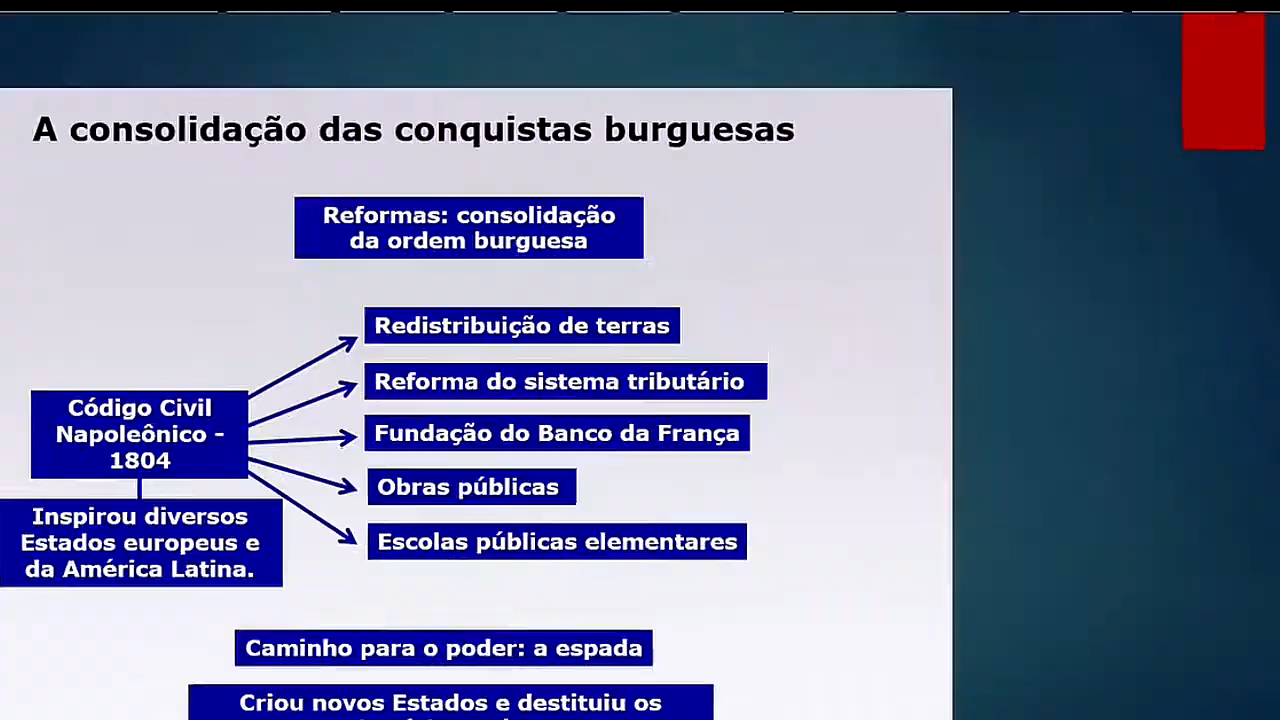 A consolidação das conquistas burguesas
Reformas: consolidação
da ordem burguesa
Redistribuição de terras
Reforma do sistema tributário
Fundação do Banco da França
Obras públicas
Escolas públicas elementares
Código Civil
Napoleônico -
1804
Inspirou diversos
Estados europeus e
da América Latina.
Caminho para o poder: a espada
Criou novos Estados e destituiu os